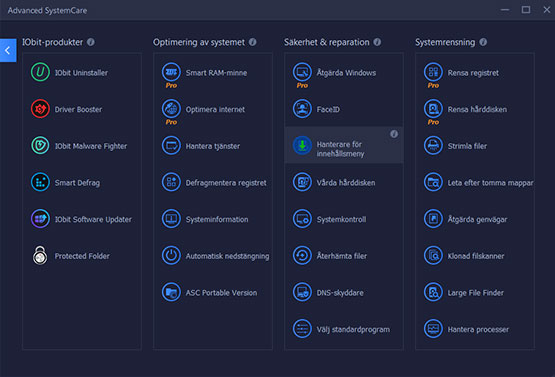 Advanced SystemCare
IObit-produkter
IObit Uninstaller
Driver Booster
IObit Malware Fighter
Smart Defrag
IObit Software Updater
Protected Folder
Optimering av systemet
Smart RAM-minne
Pro
Optimera internet
Pro
Hantera tjänster
Defragmentera registret
Systeminformation
Automatisk nedstängning
ASC Portable Version
Säkerhet & reparation
Åtgärda Windows
Pro
FaceID
Hanterare för
innehållsmeny
Vårda hårddisken
Systemkontroll
Återhämta filer
DNS-skyddare
Välj standardprogram
Systemrensning
Rensa registret
Pro
Rensa hårddisken
Pro
Strimla filer
Leta efter tomma mappar
Åtgärda genvägar
Klonad filskanner
Large File Finder
Hantera processer